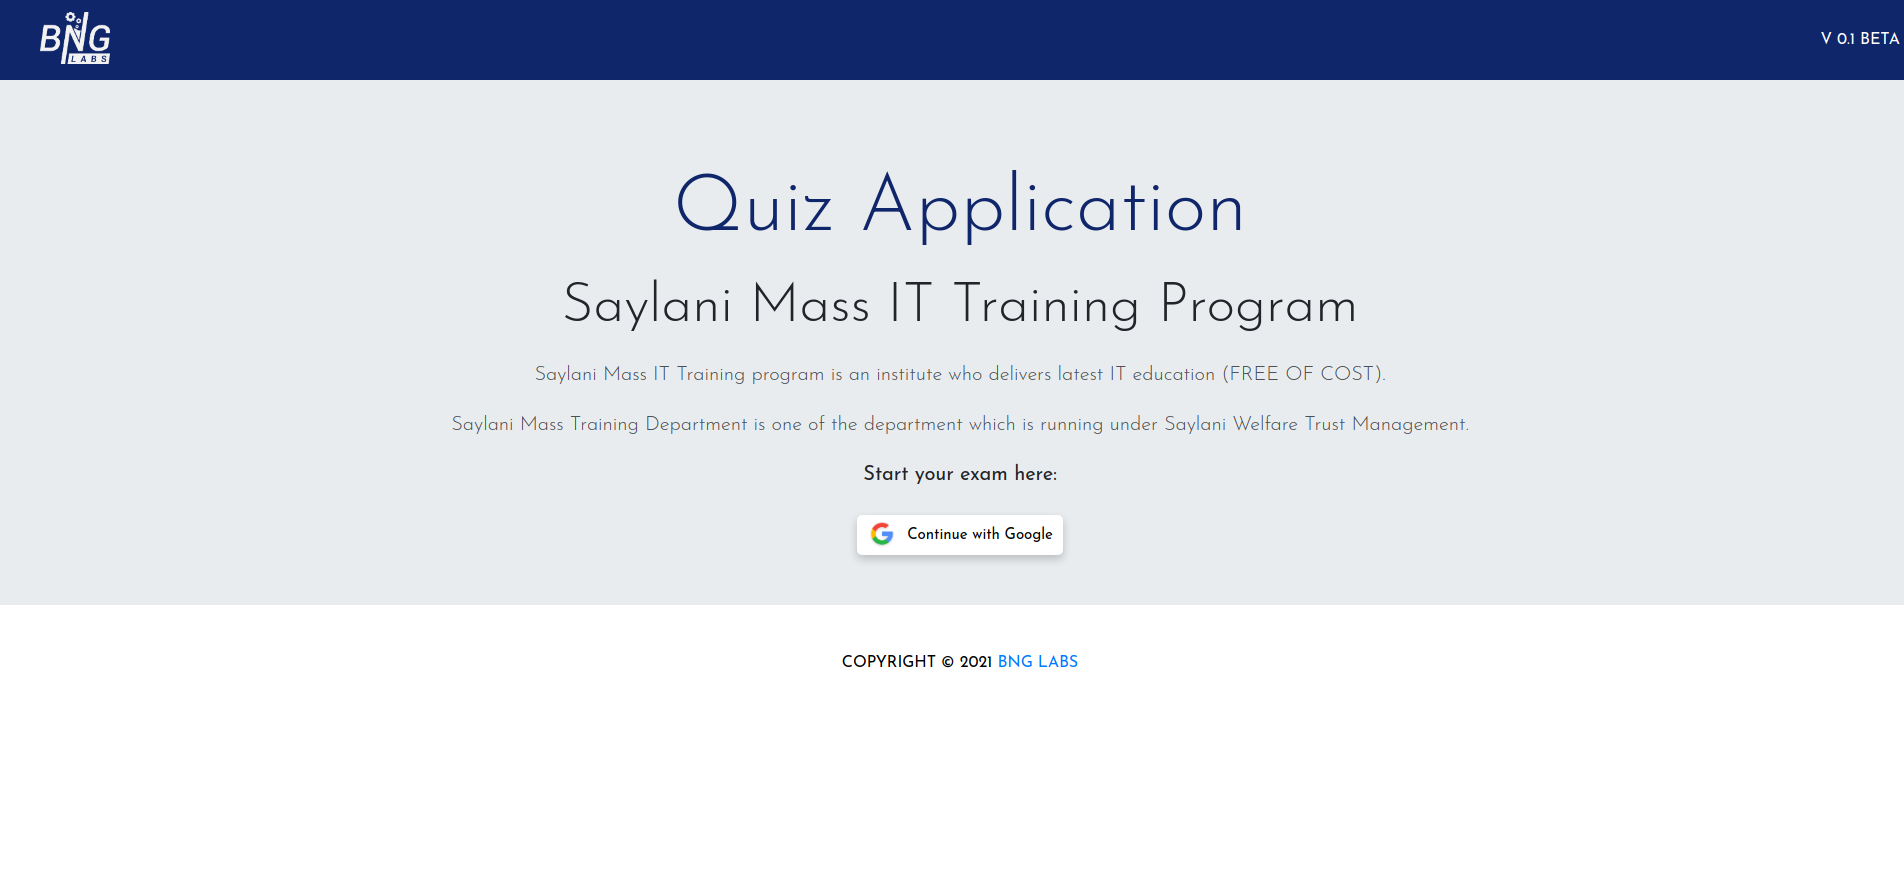 BNG
LABS
V 0.1 BETA
Quiz Application
Saylani Mass IT Training Program
Saylani Mass IT Training program is an institute who delivers latest IT education (FREE OF COST).
Saylani Mass Training Department is one of the department which is running under Saylani Welfare Trust Management.
Start your exam here:
Continue with Google
COPYRIGHT © 2021 BNG LABS